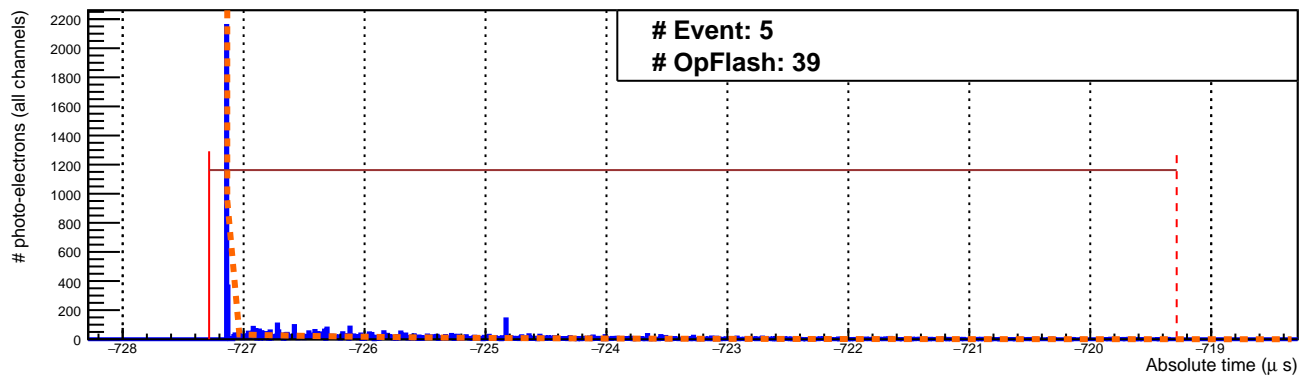 # Event: 5
# OpFlash: 39
# photo-electrons (all channels)
2200
2000
1800
1600
1400
1200
1000
800
600
400
200
0
−728 −727 −726 −725 −724 −723 −722 −721 −720 −719
Absolute time (μ s)